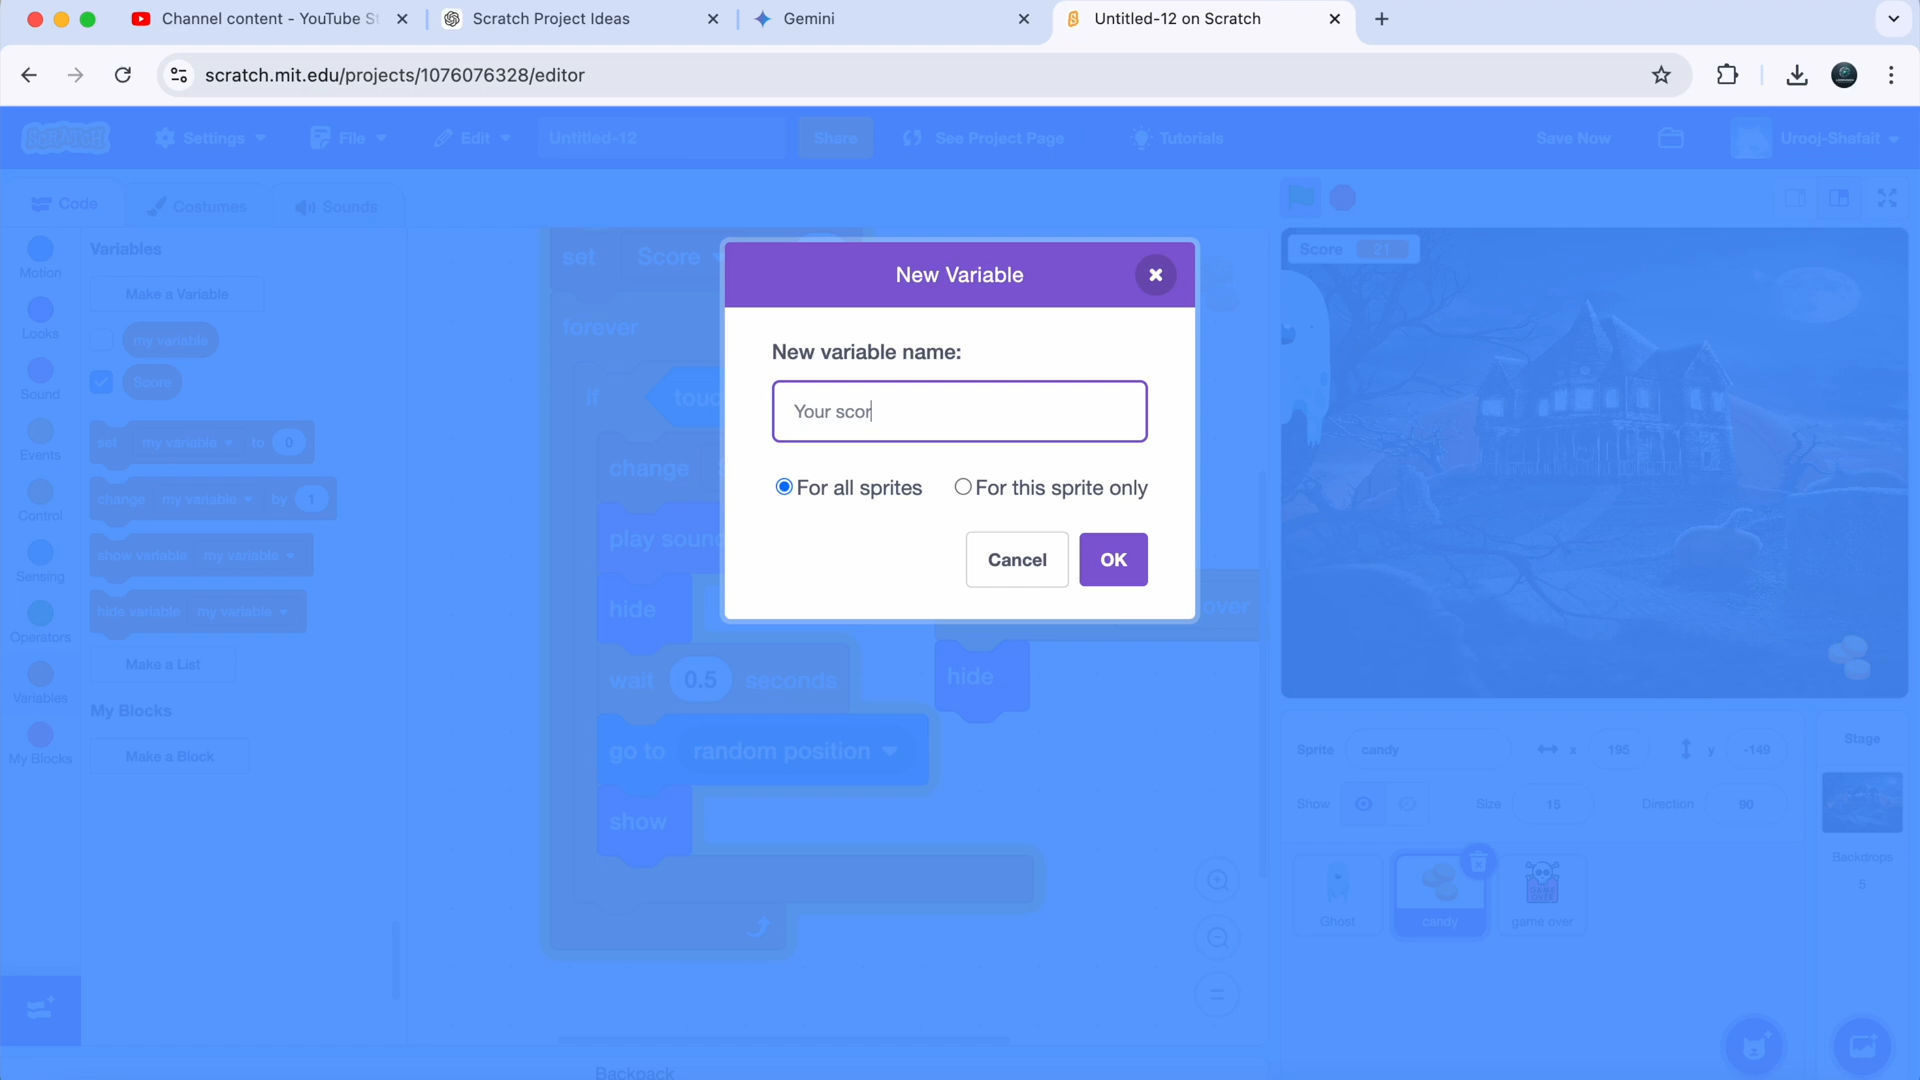 Channel content - YouTube St
Scratch Project Ideas
Gemini
Untitled-12 on Scratch
scratch.mit.edu/projects/1076076328/editor
SCRATCH
Settings
File
Edit
Untitled-12
Share
See Project Page
Tutorials
Save Now
Urooj-Shafait
Code
Costumes
Sounds
Motion
Looks
Sound
Events
Control
Sensing
Operators
Variables
My Blocks
Variables
Make a Variable
my variable
Score
set my variable to 0
change my variable by 1
show variable my variable
hide variable my variable
Make a List
My Blocks
Make a Block
set Score
forever
if
change
play sound
hide
wait 0.5 seconds
go to random position
show
over
hide
New Variable
New variable name:
Your scor
For all sprites
For this sprite only
Cancel
OK
Score 21
Sprite candy
x 195
y -149
Show
Size 15
Direction 90
Ghost
candy
GAME OVER
game over
Stage
Backdrops
5
Backpack